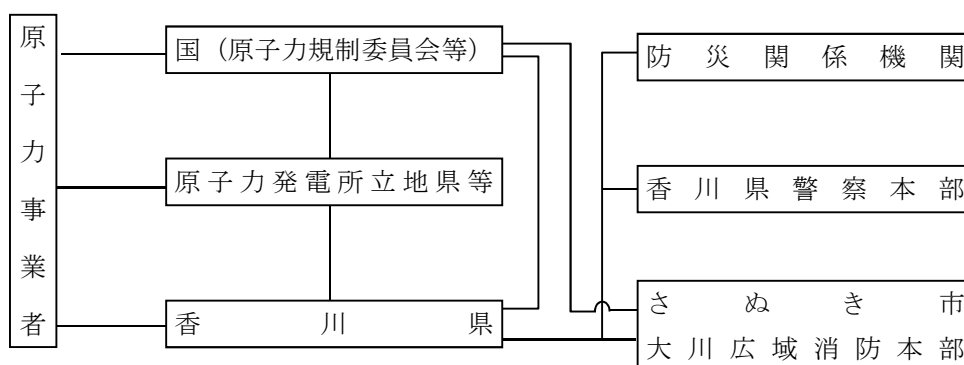 原子力事業者
国（原子力規制委員会等）
原子力発電所立地県等
香川県
防災関係機関
香川県警察本部
さぬき市
大川広域消防本部